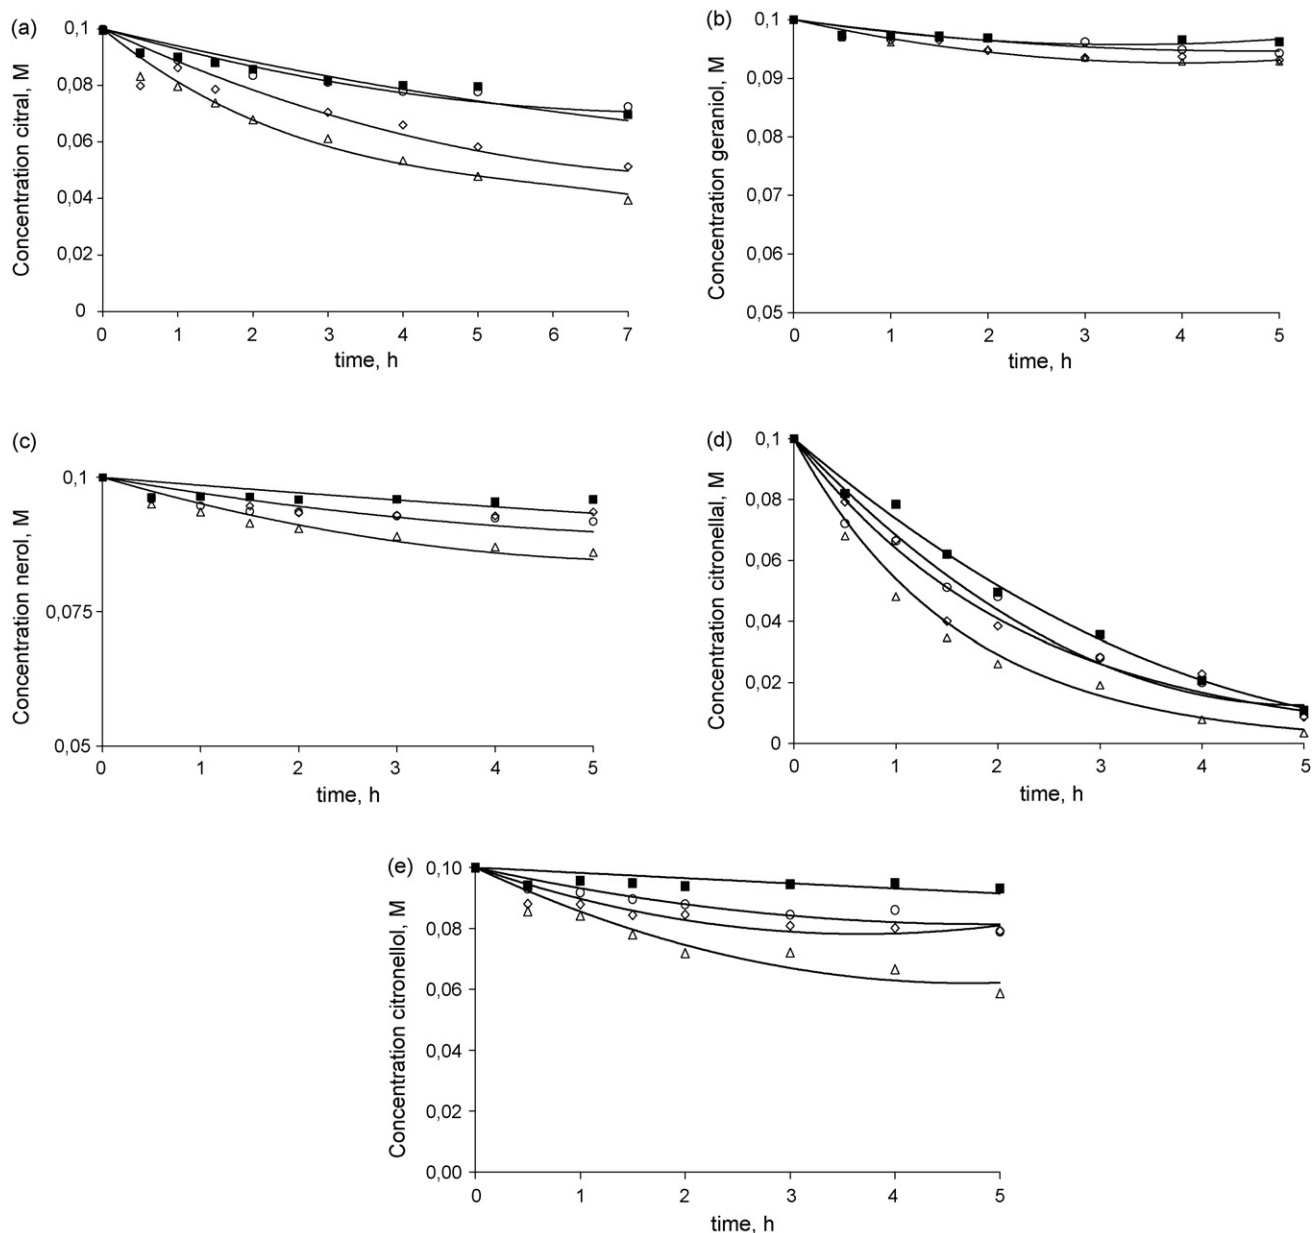 (a)
Concentration citral, M
0,1
0,08
0,06
0,04
0,02
0
0 1 2 3 4 5 6 7
time, h
(b)
Concentration geraniol, M
0,1
0,09
0,08
0,07
0,06
0,05
0 1 2 3 4 5
time, h
(c)
Concentration nerol, M
0,1
0,075
0,05
0 1 2 3 4 5
time, h
(d)
Concentration citronellal, M
0,1
0,08
0,06
0,04
0,02
0
0 1 2 3 4 5
time, h
(e)
Concentration citronellol, M
0,10
0,08
0,06
0,04
0,02
0,00
0 1 2 3 4 5
time, h